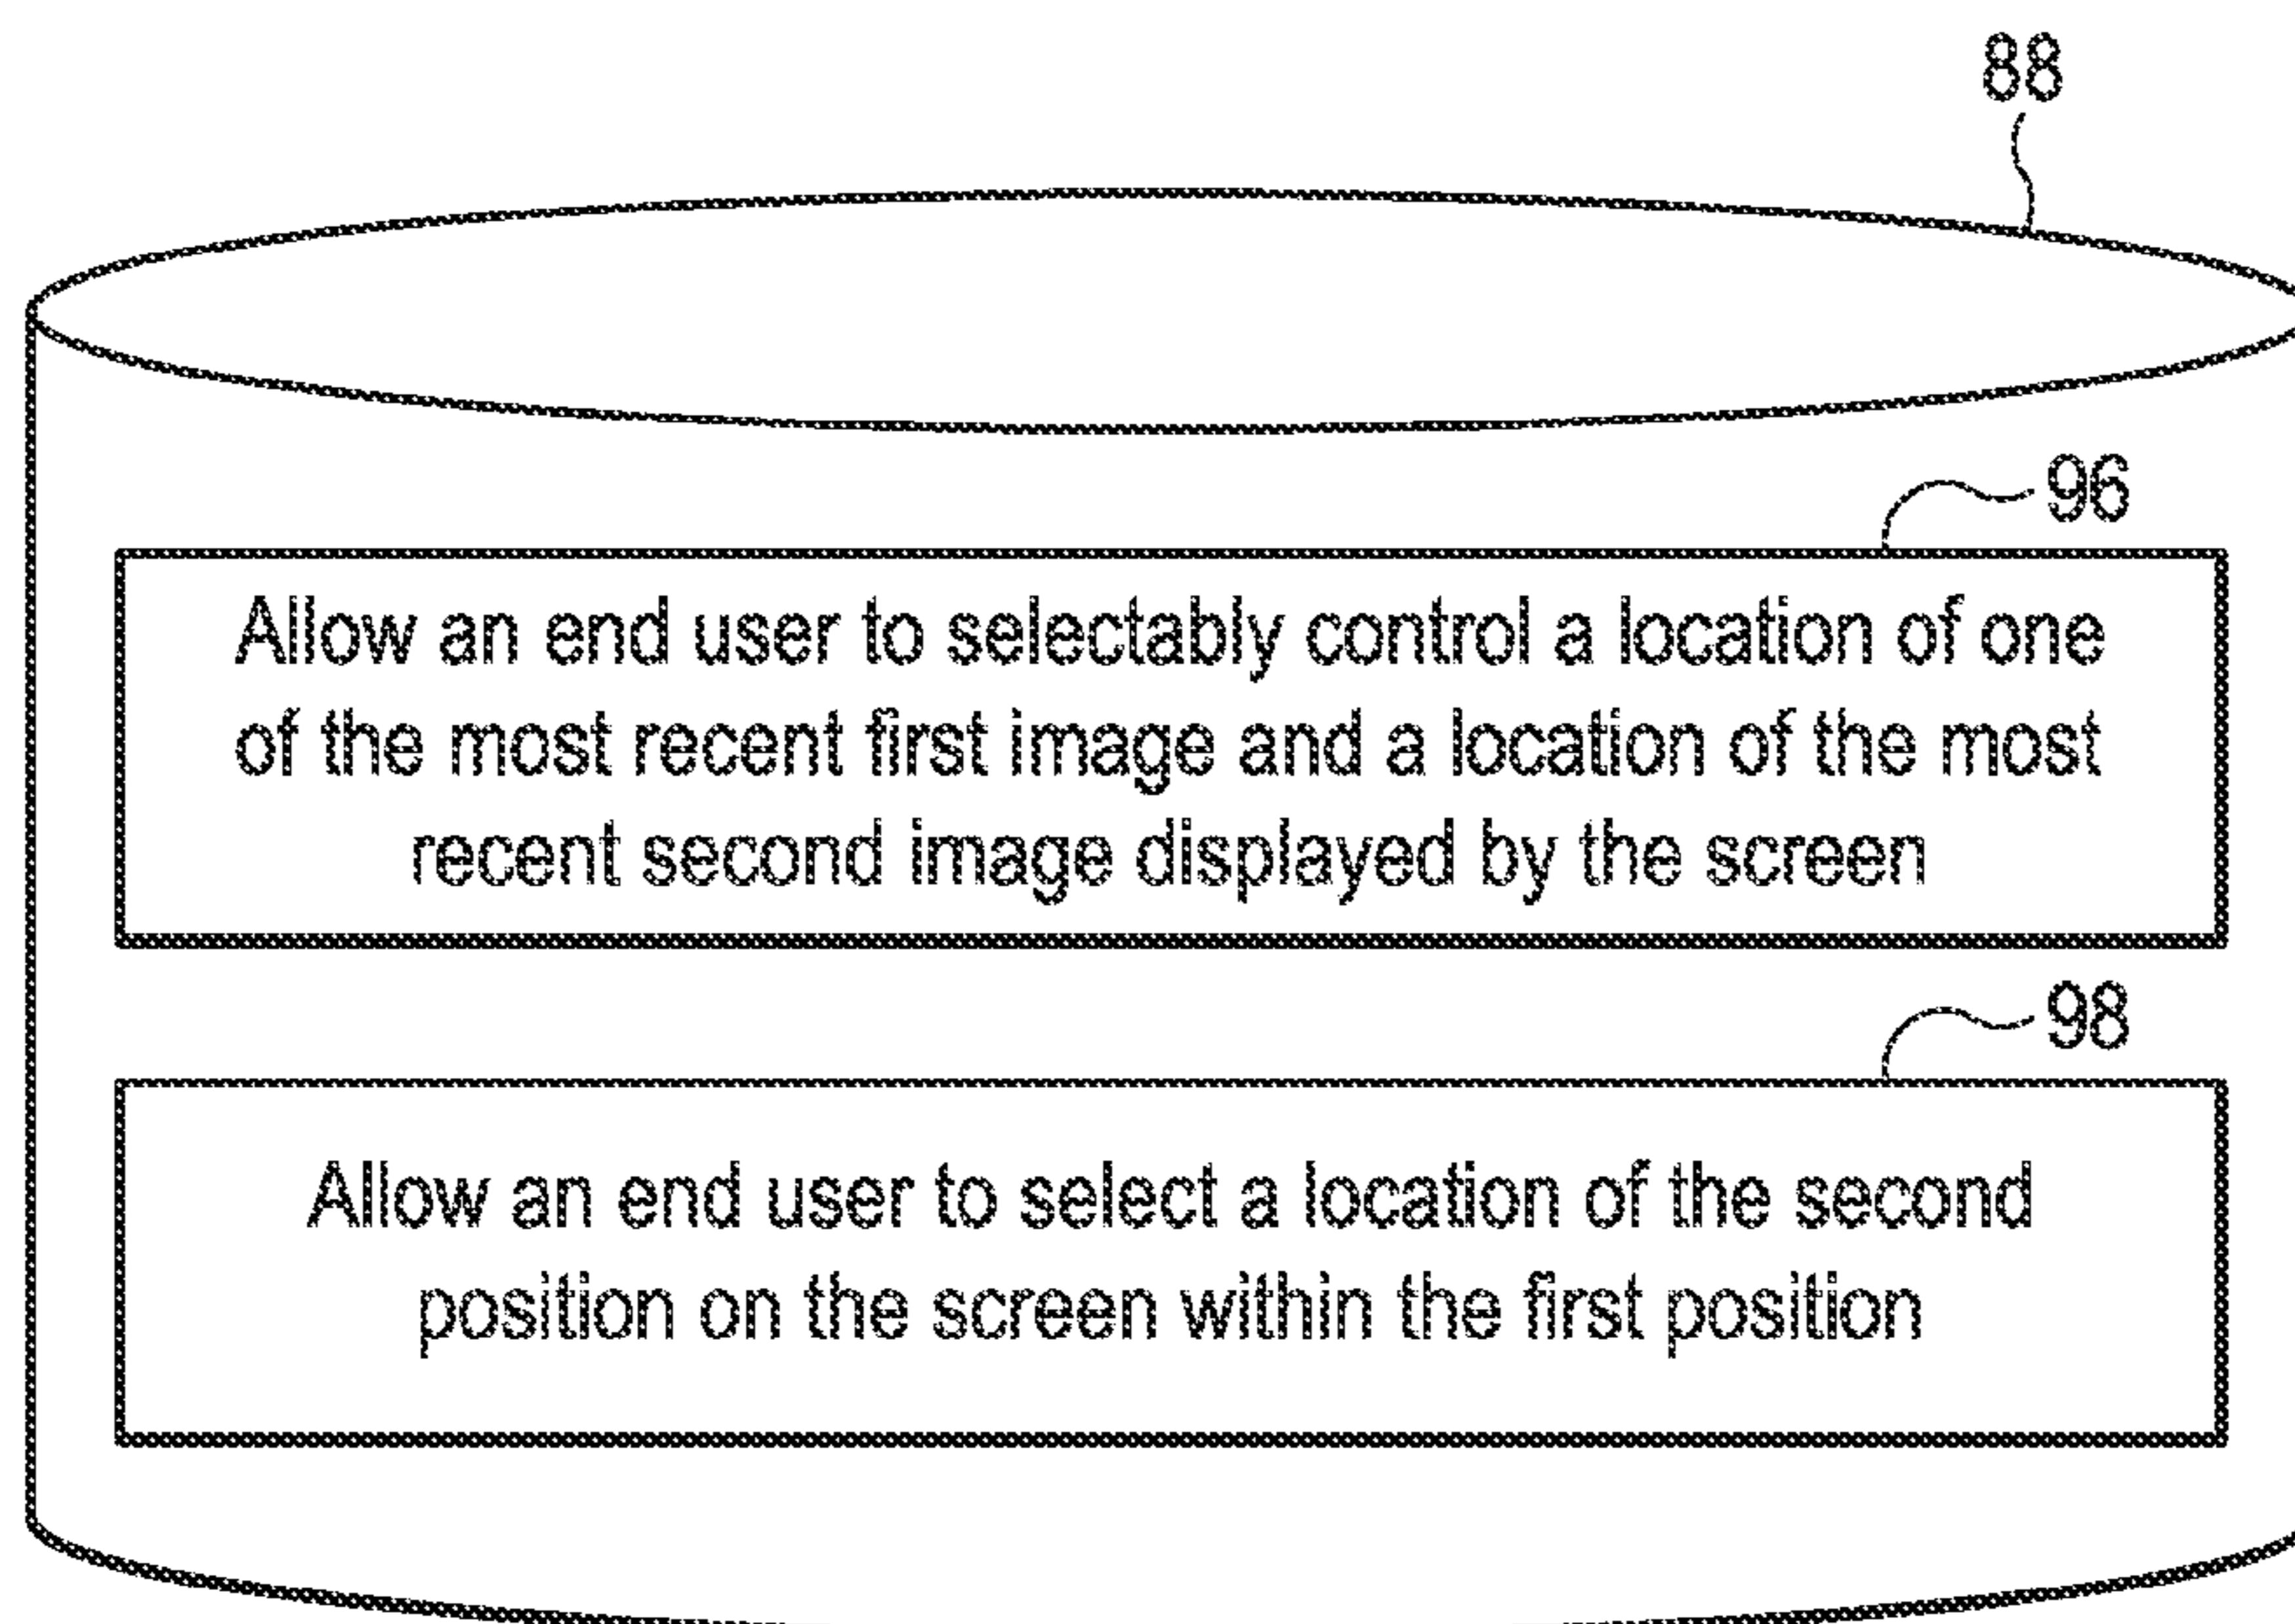 88
96
Allow an end user to selectably control a location of one
of the most recent first image and a location of the most
recent second image displayed by the screen
98
Allow an end user to select a location of the second
position on the screen within the first position